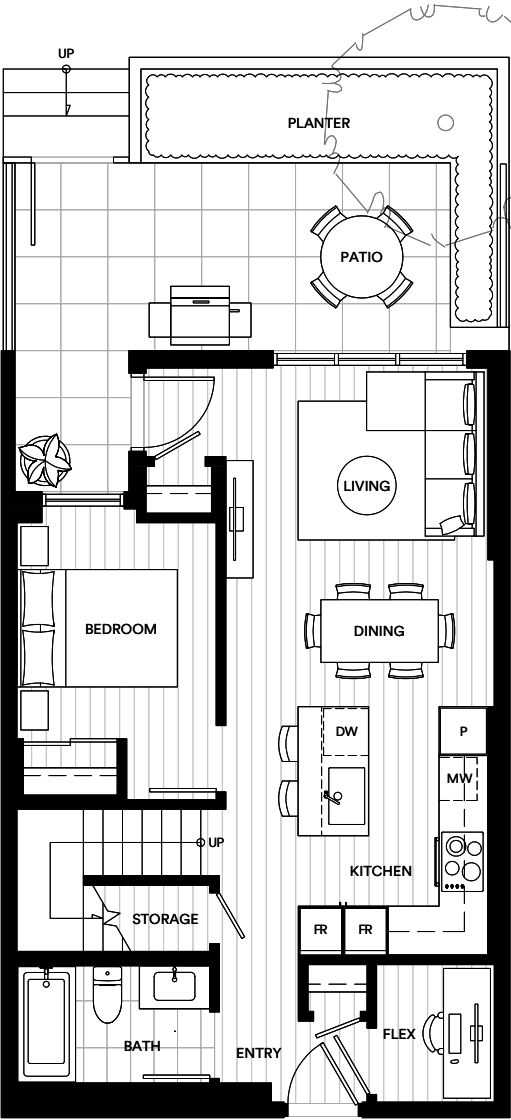 UP
PLANTER
PATIO
LIVING
BEDROOM
DINING
DW
P
MW
UP
KITCHEN
STORAGE
FR
FR
FLEX
BATH
ENTRY